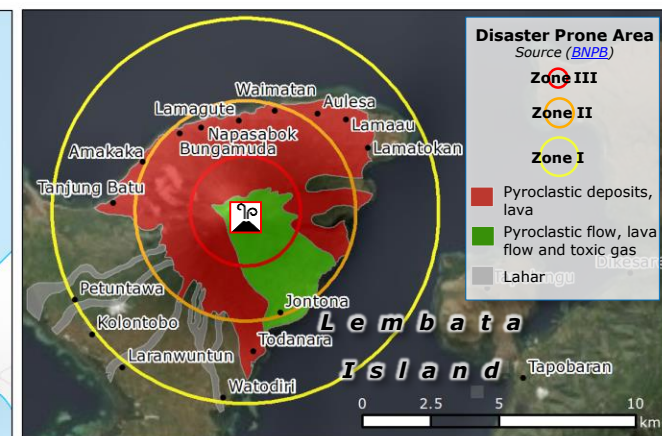 Disaster Prone Area
Source (BNPB)
Zone III
Zone II
Zone I
Pyroclastic deposits,
lava
Pyroclastic flow, lava
flow and toxic gas
Lahar
Waimatan
Aulesa
Lamagute
Lamaau
Napasabok
Bungamuda
Lamatokan
Amakaka
Tanjung Batu
Petuntawa
Jontona
Kolontobo
Todanara
Laranwuntun
Watodiri
Lembata
Island
Tapobaran
0 2.5 5 10
km